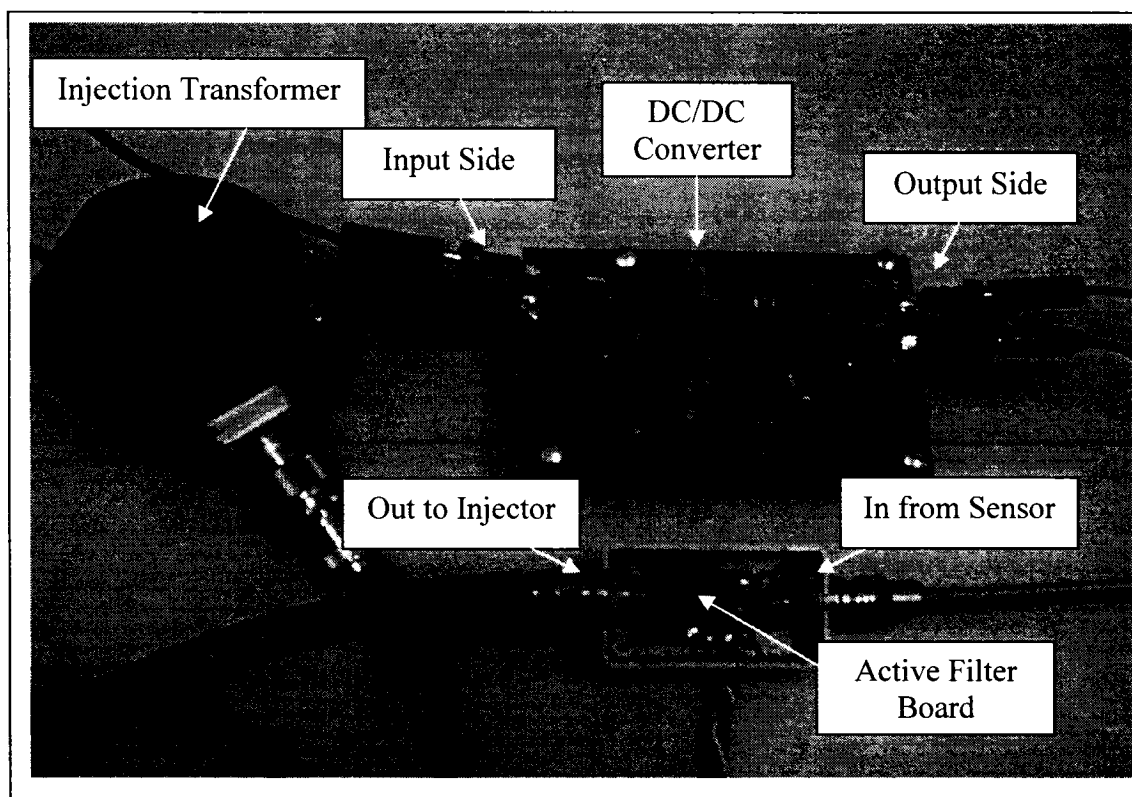 Injection Transformer
Input Side
DC/DC
Converter
Output Side
Out to Injector
In from Sensor
Active Filter
Board